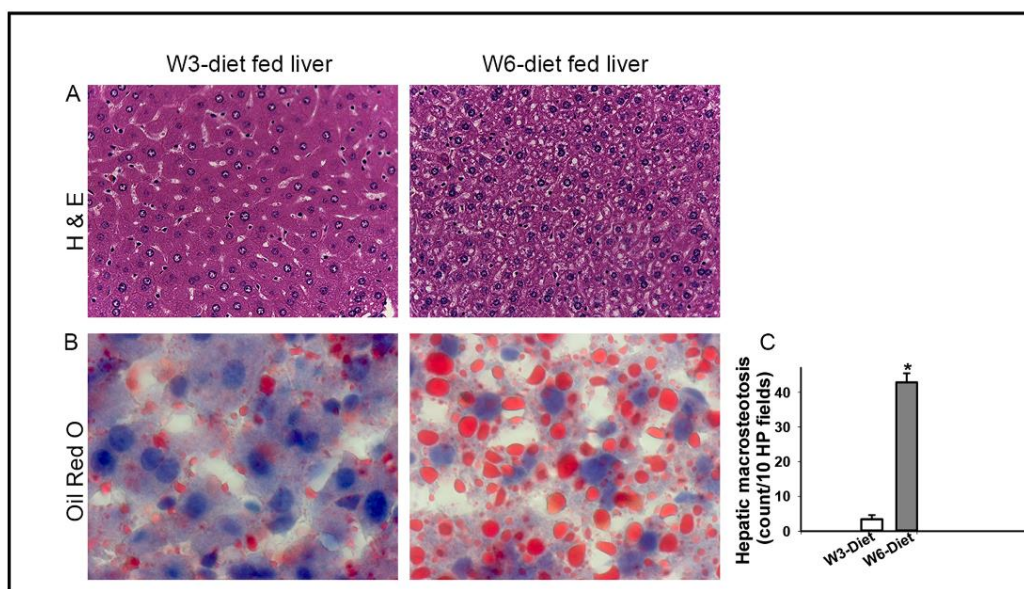 W3-diet fed liver
W6-diet fed liver
A
H & E
B
Oil Red O
C
Hepatic macrosteotosis
(count/10 HP fields)
40
30
20
10
0
*
W3-Diet
W6-Diet